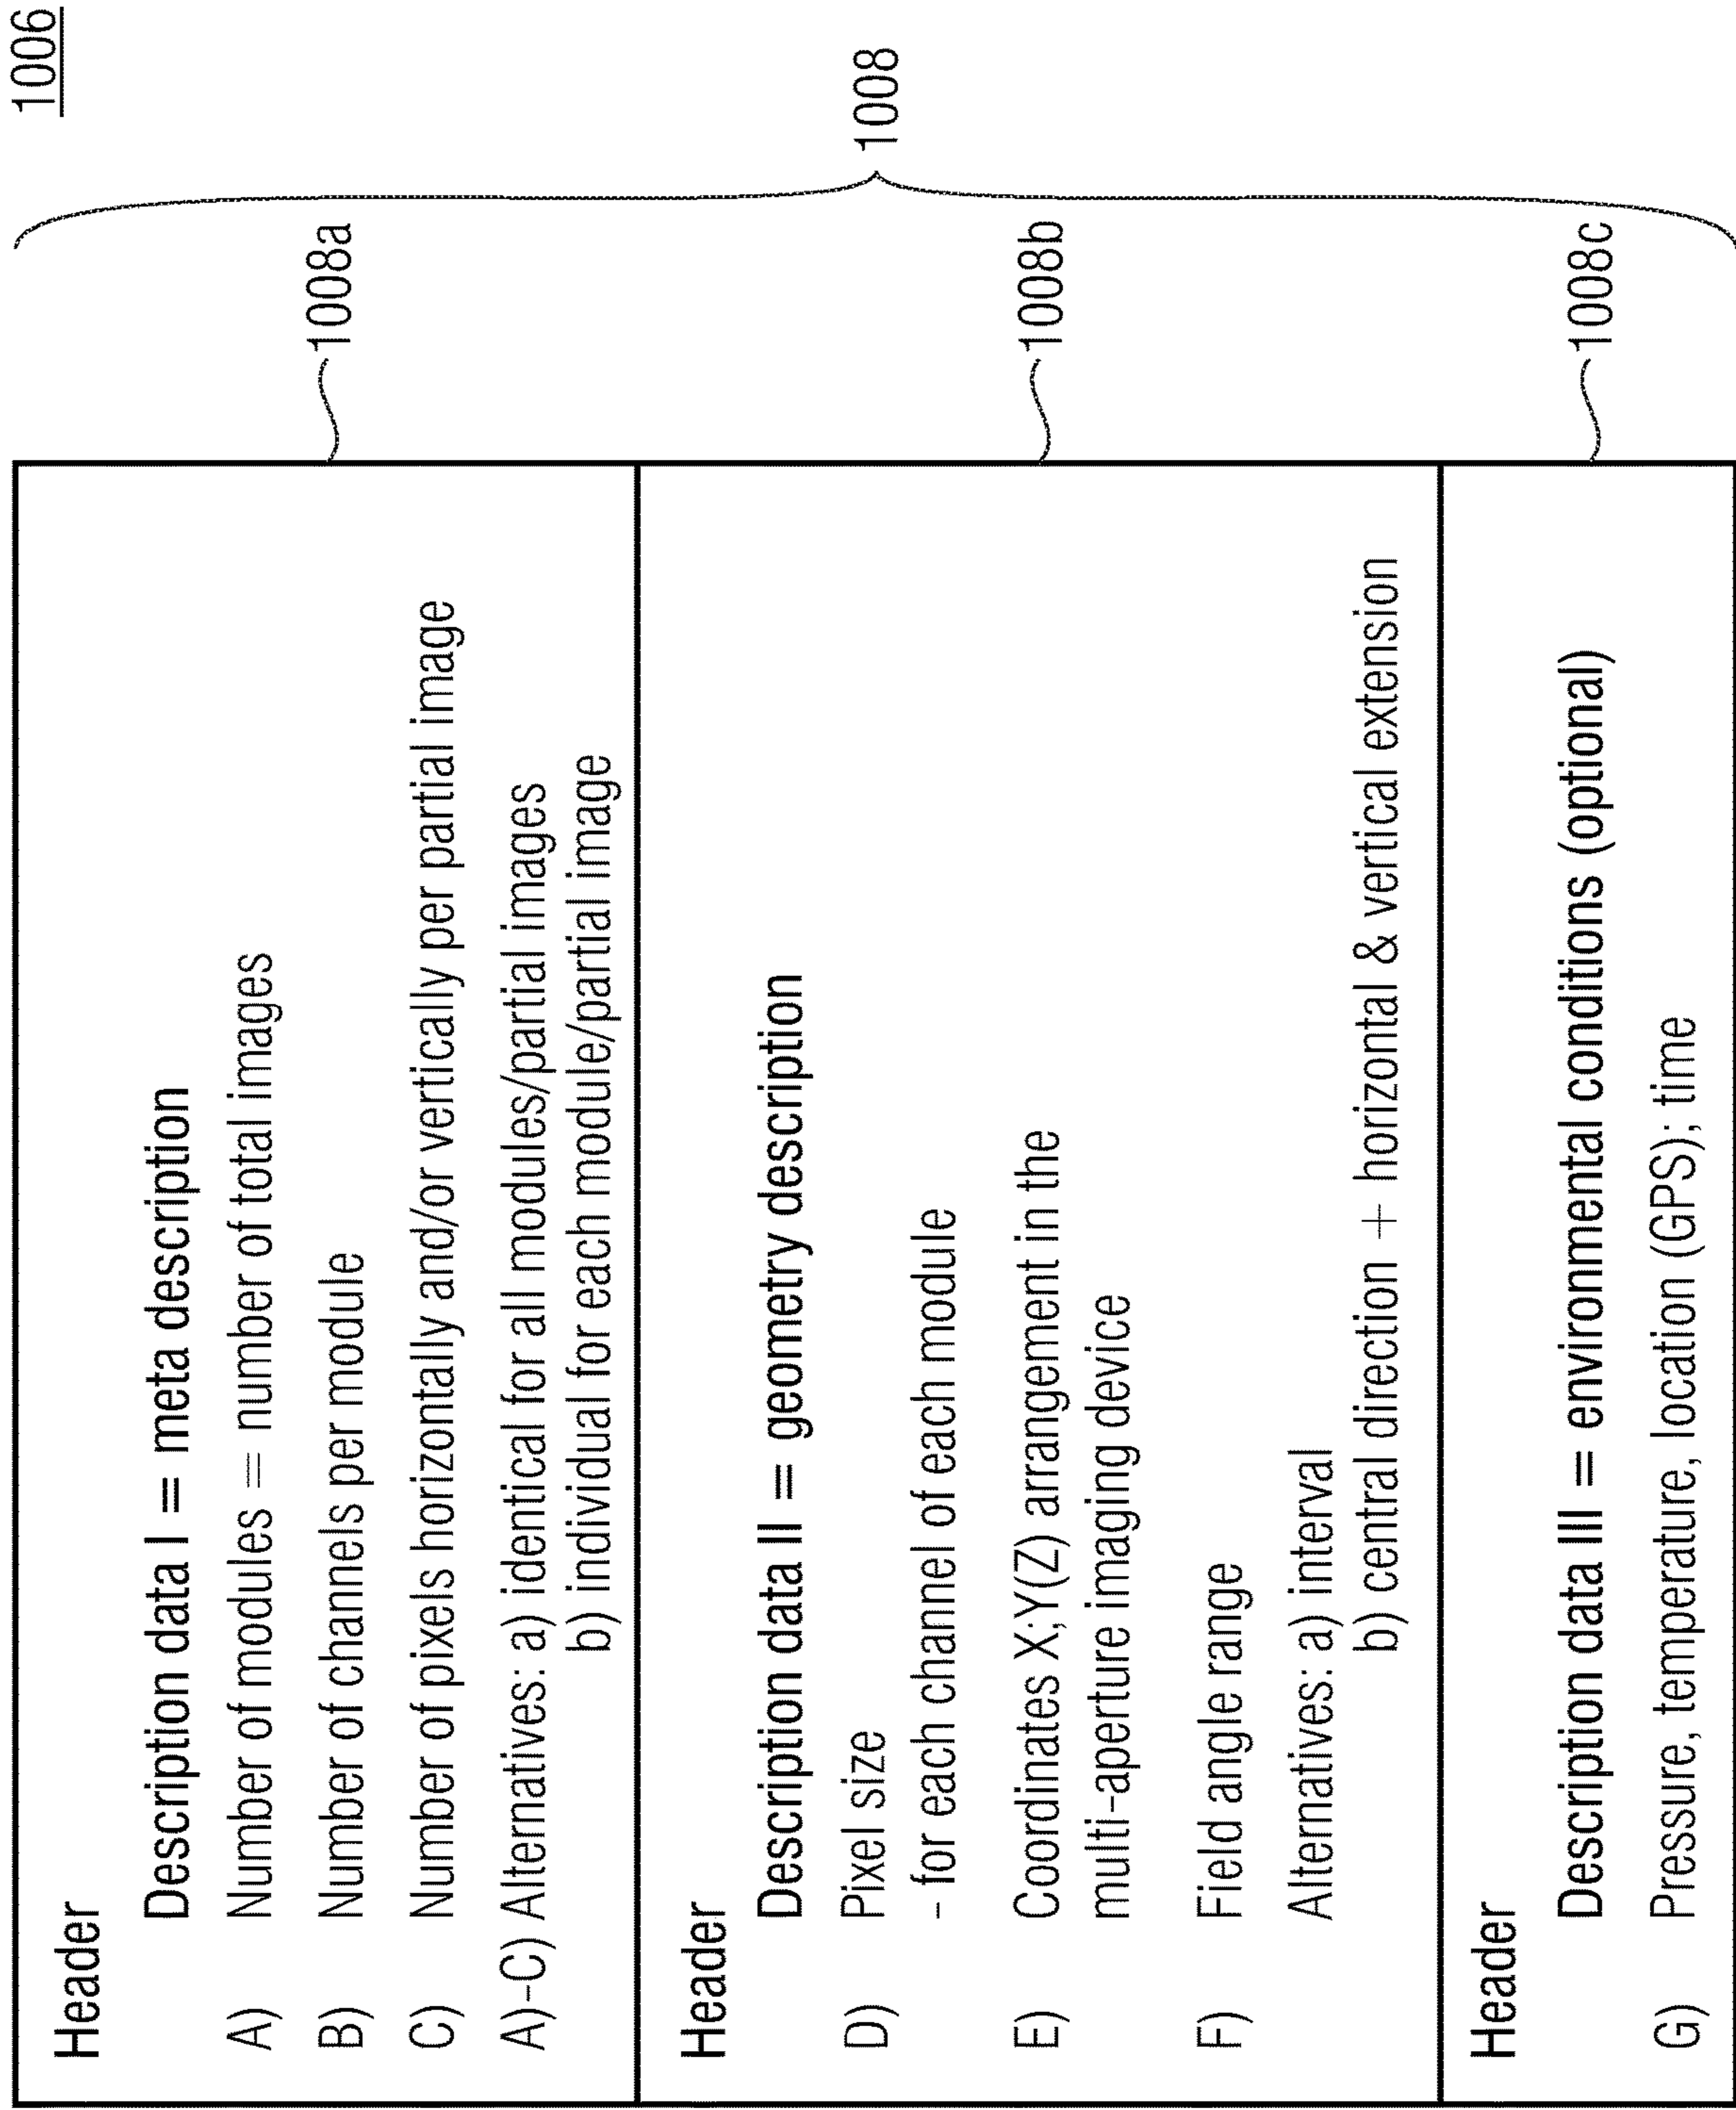 1006
Header
Description data I = meta description
A) Number of modules = number of total images
B) Number of channels per module
C) Number of pixels horizontally and/or vertically per partial image
A)-C) Alternatives: a) identical for all modules/partial images
b) individual for each module/partial image
1008a
Header
Description data II = geometry description
D) Pixel size
- for each channel of each module
E) Coordinates X;Y(Z) arrangement in the
multi-aperture imaging device
F) Field angle range
Alternatives: a) interval
b) central direction + horizontal & vertical extension
1008b
1008
Header
Description data III = environmental conditions (optional)
G) Pressure, temperature, location (GPS); time
1008c